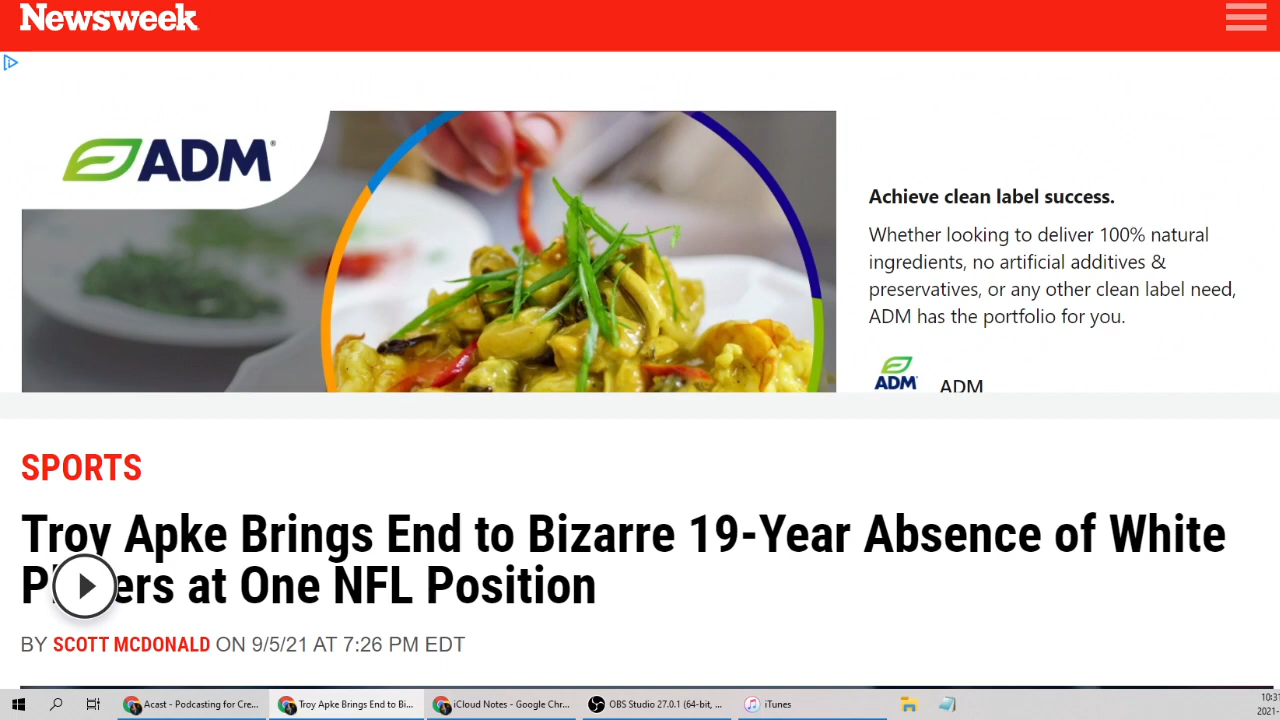 Newsweek
ADM
Achieve clean label success.
Whether looking to deliver 100% natural
ingredients, no artificial additives &
preservatives, or any other clean label need,
ADM has the portfolio for you.
ADM ADM
SPORTS
Troy Apke Brings End to Bizarre 19-Year Absence of White
at One NFL Position
BY SCOTT MCDONALD ON 9/5/21 AT 7:26 PM EDT
Acast - Podcasting for Cre... Troy Apke Brings End to Bi... iCloud Notes - Google Chr... OBS Studio 27.0.1 (64-bit, ... iTunes
10:31
2021-